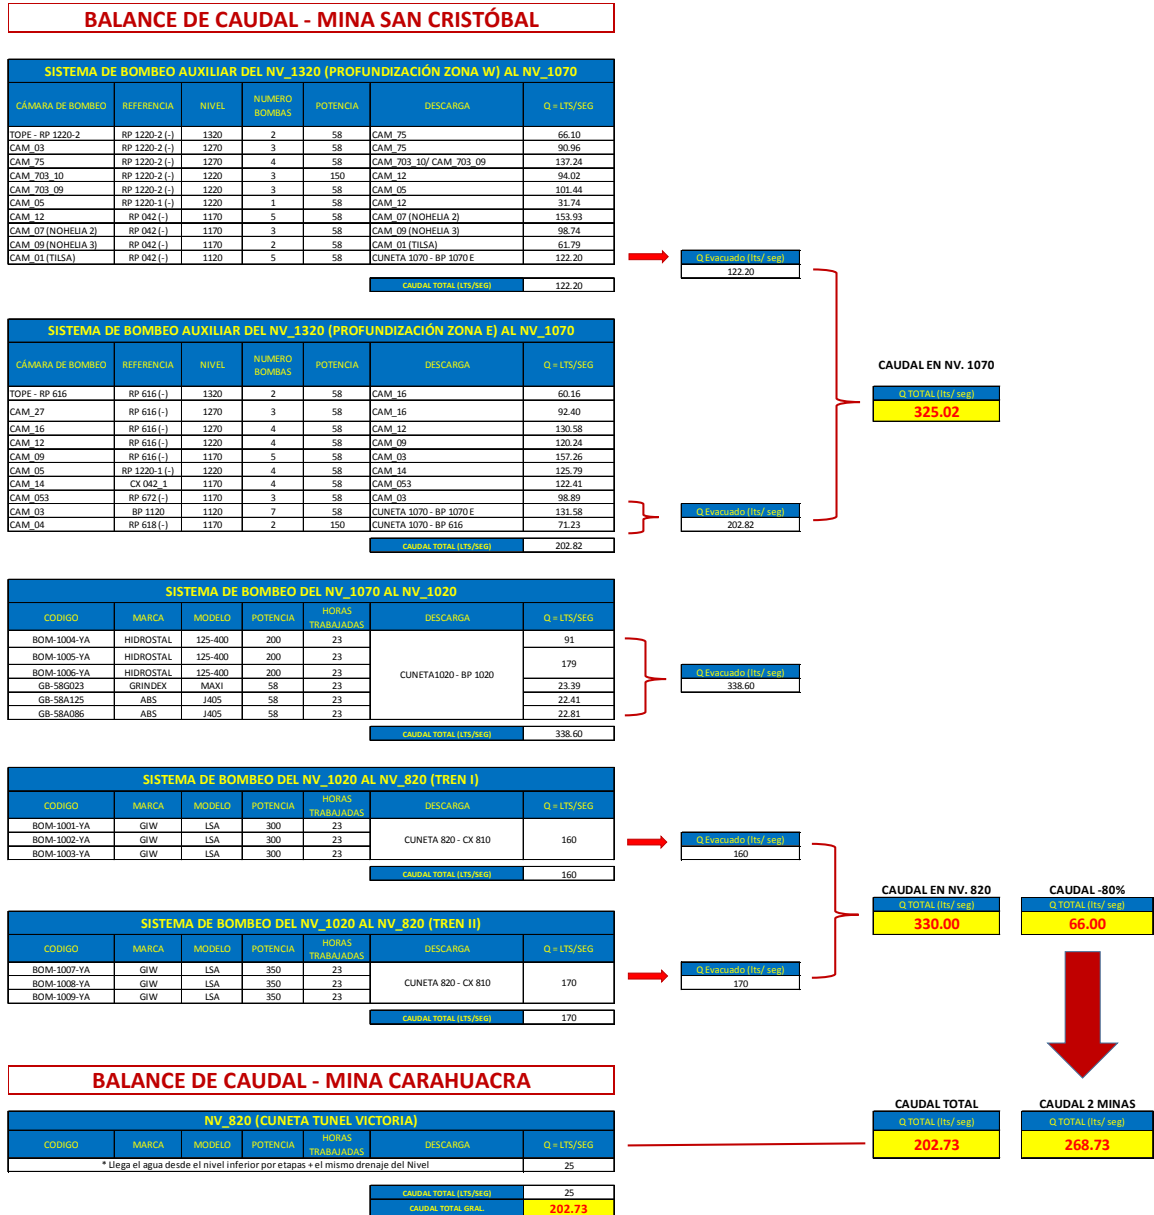 BALANCE DE CAUDAL - MINA SAN CRISTÓBAL
SISTEMA DE BOMBEO AUXILIAR DEL NV_1320 (PROFUNDIZACIÓN ZONA W) AL NV_1070
CÁMARA DE BOMBEO REFERENCIA NIVEL NUMERO BOMBAS POTENCIA DESCARGA Q = LTS/SEG
TOPE - RP 1220-2 RP 1220-2 (-) 1320 2 58 CAM_75 66.10
CAM_03 RP 1220-2 (-) 1270 3 58 CAM_75 90.96
CAM_75 RP 1220-2 (-) 1270 4 58 CAM_703_10/ CAM_703_09 137.24
CAM_703_10 RP 1220-2 (-) 1220 3 150 CAM_12 94.02
CAM_703_09 RP 1220-2 (-) 1220 3 58 CAM_05 101.44
CAM_05 RP 1220-1 (-) 1220 1 58 CAM_12 31.74
CAM_12 RP 042 (-) 1170 5 58 CAM_07 (NOHELIA 2) 153.93
CAM_07 (NOHELIA 2) RP 042 (-) 1170 3 58 CAM_09 (NOHELIA 3) 98.74
CAM_09 (NOHELIA 3) RP 042 (-) 1170 2 58 CAM_01 (TILSA) 61.79
CAM_01 (TILSA) RP 042 (-) 1120 5 58 CUNETA 1070 - BP 1070 E 122.20
Q Evacuado (lts/ seg)
122.20
CAUDAL TOTAL (LTS/SEG) 122.20
SISTEMA DE BOMBEO AUXILIAR DEL NV_1320 (PROFUNDIZACIÓN ZONA E) AL NV_1070
CÁMARA DE BOMBEO REFERENCIA NIVEL NUMERO BOMBAS POTENCIA DESCARGA Q = LTS/SEG
CAUDAL EN NV. 1070
Q TOTAL (lts/ seg)
325.02
TOPE - RP 616 RP 616 (-) 1320 2 58 CAM_16 60.16
CAM_27 RP 616 (-) 1270 3 58 CAM_16 92.40
CAM_16 RP 616 (-) 1270 4 58 CAM_12 130.58
CAM_12 RP 616 (-) 1220 4 58 CAM_09 120.24
CAM_09 RP 616 (-) 1170 5 58 CAM_03 157.26
CAM_05 RP 1220-1 (-) 1220 4 58 CAM_14 125.79
CAM_14 CX 042_1 1170 4 58 CAM_053 122.41
CAM_053 RP 672 (-) 1170 3 58 CAM_03 98.89
CAM_03 BP 1120 1120 7 58 CUNETA 1070 - BP 1070 E 131.58
CAM_04 RP 618 (-) 1170 2 150 CUNETA 1070 - BP 616 71.23
Q Evacuado (lts/ seg)
202.82
CAUDAL TOTAL (LTS/SEG) 202.82
SISTEMA DE BOMBEO DEL NV_1070 AL NV_1020
CODIGO MARCA MODELO POTENCIA HORAS TRABAJADAS DESCARGA Q = LTS/SEG
BOM-1004-YA HIDROSTAL 125-400 200 23 91
BOM-1005-YA HIDROSTAL 125-400 200 23 179
BOM-1006-YA HIDROSTAL 125-400 200 23 CUNETA1020 - BP 1020
GB-58G023 GRINDEX MAXI 58 23 23.39
GB-58A125 ABS J405 58 23 22.41
GB-58A086 ABS J405 58 23 22.81
Q Evacuado (lts/ seg)
338.60
CAUDAL TOTAL (LTS/SEG) 338.60
SISTEMA DE BOMBEO DEL NV_1020 AL NV_820 (TREN I)
CODIGO MARCA MODELO POTENCIA HORAS TRABAJADAS DESCARGA Q = LTS/SEG
BOM-1001-YA GIW LSA 300 23
BOM-1002-YA GIW LSA 300 23 CUNETA 820 - CX 810 160
BOM-1003-YA GIW LSA 300 23
Q Evacuado (lts/ seg)
160
CAUDAL TOTAL (LTS/SEG) 160
CAUDAL EN NV. 820 CAUDAL -80%
Q TOTAL (lts/ seg) Q TOTAL (lts/ seg)
330.00 66.00
SISTEMA DE BOMBEO DEL NV_1020 AL NV_820 (TREN II)
CODIGO MARCA MODELO POTENCIA HORAS TRABAJADAS DESCARGA Q = LTS/SEG
BOM-1007-YA GIW LSA 350 23
BOM-1008-YA GIW LSA 350 23 CUNETA 820 - CX 810 170
BOM-1009-YA GIW LSA 350 23
Q Evacuado (lts/ seg)
170
CAUDAL TOTAL (LTS/SEG) 170
BALANCE DE CAUDAL - MINA CARAHUACRA
CAUDAL TOTAL CAUDAL 2 MINAS
Q TOTAL (lts/ seg) Q TOTAL (lts/ seg)
202.73 268.73
NV_820 (CUNETA TUNEL VICTORIA)
CODIGO MARCA MODELO POTENCIA HORAS TRABAJADAS DESCARGA Q = LTS/SEG
* Llega el agua desde el nivel inferior por etapas + el mismo drenaje del Nivel 25
CAUDAL TOTAL (LTS/SEG) 25
CAUDAL TOTAL GRAL. 202.73